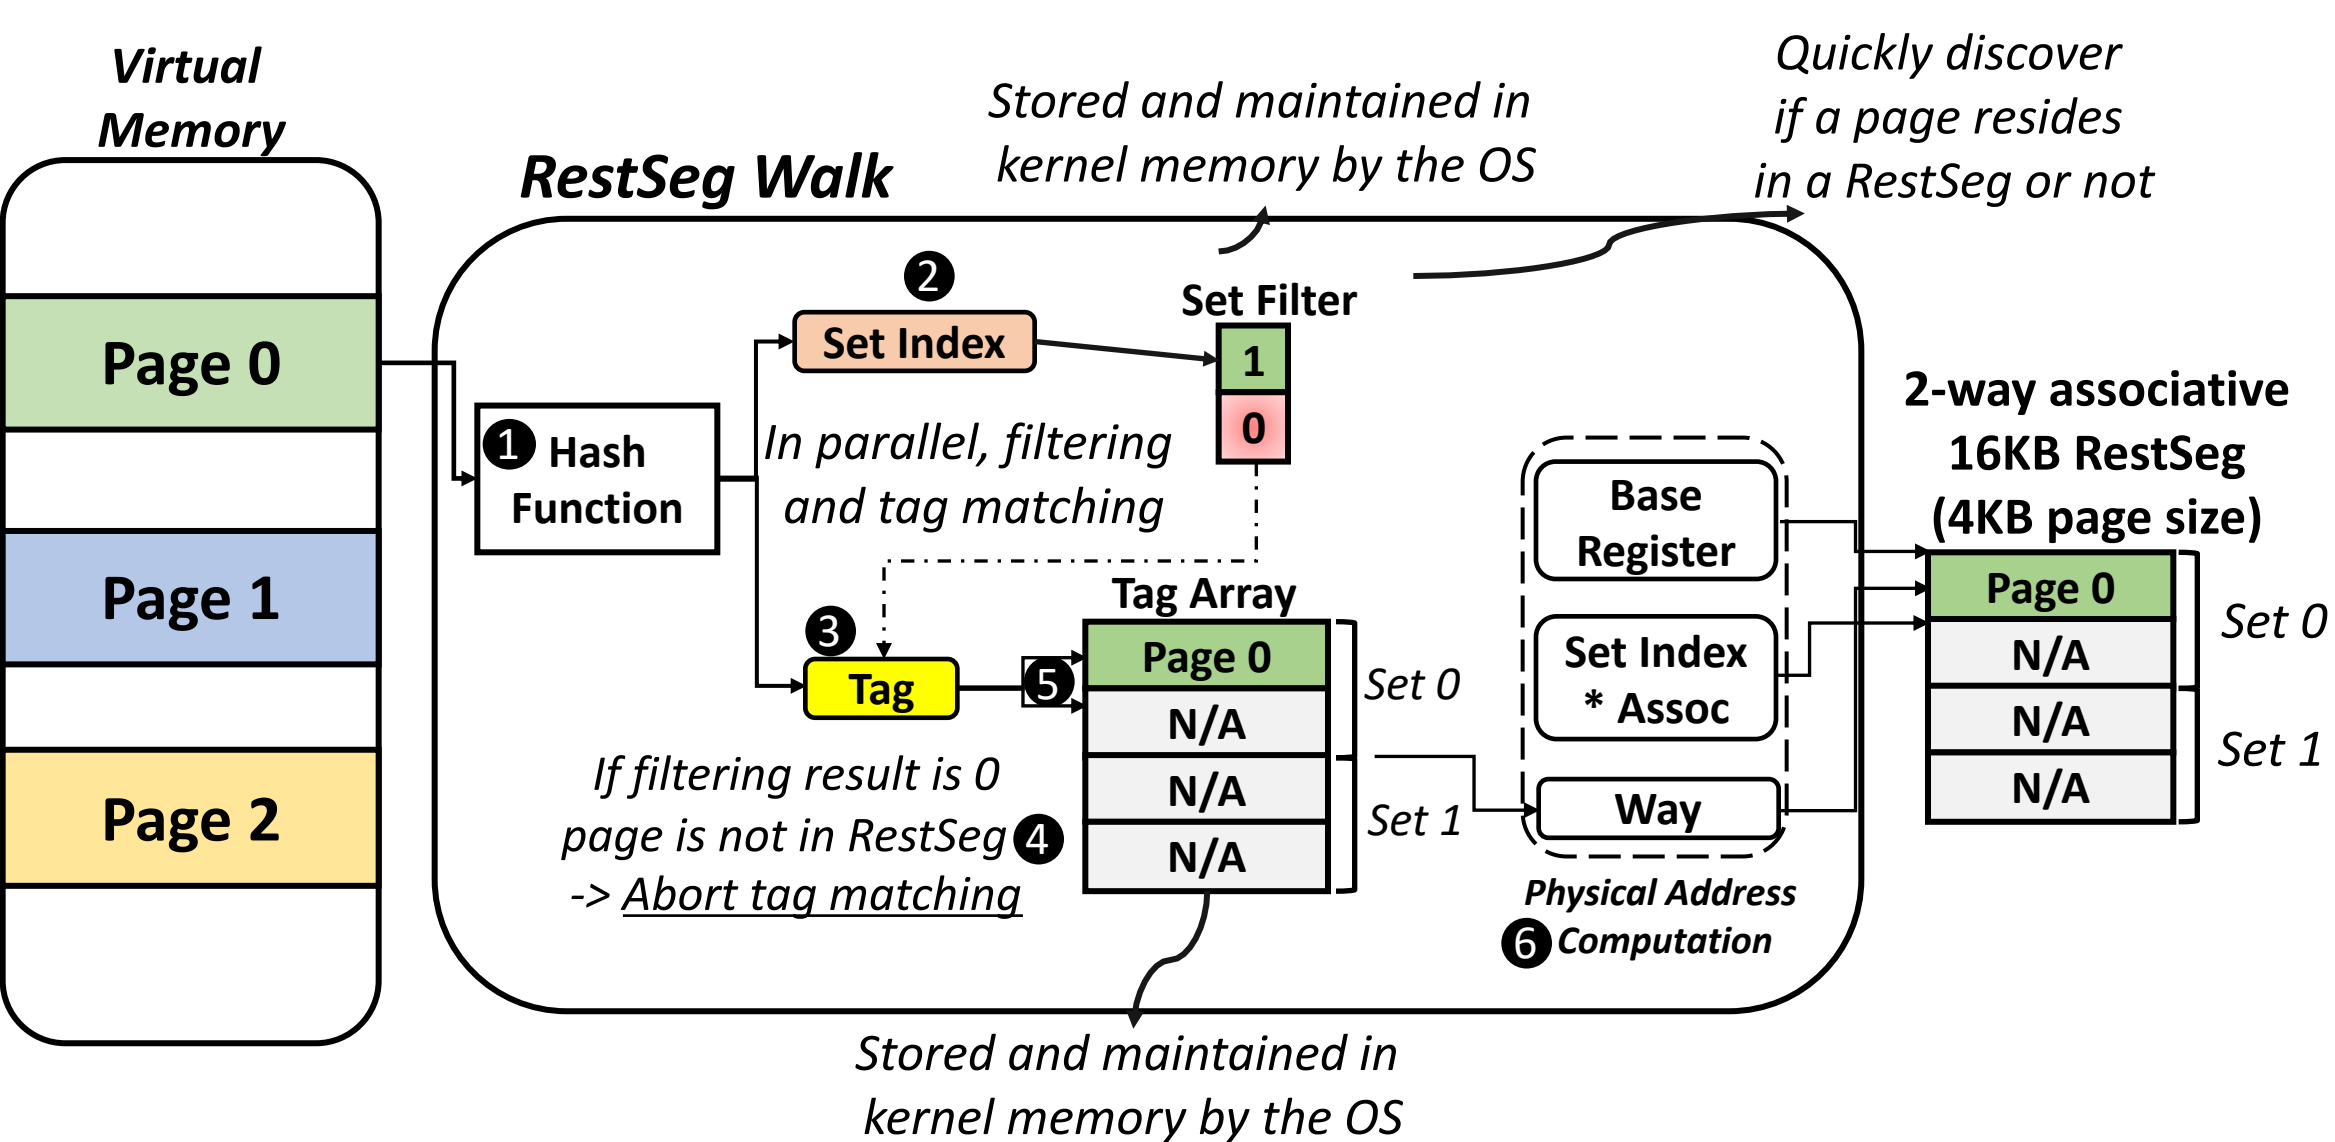 Virtual
Memory
Page 0
Page 1
Page 2
RestSeg Walk
Stored and maintained in
kernel memory by the OS
Quickly discover
if a page resides
in a RestSeg or not
1 Hash
Function
2
Set Index
Set Filter
1
0
In parallel, filtering
and tag matching
3
Tag
5
Tag Array
Page 0
N/A
N/A
N/A
Set 0
Set 1
If filtering result is 0
page is not in RestSeg 4
-> Abort tag matching
Stored and maintained in
kernel memory by the OS
Base
Register
Set Index
* Assoc
Way
Physical Address
6 Computation
2-way associative
16KB RestSeg
(4KB page size)
Page 0
N/A
N/A
N/A
Set 0
Set 1